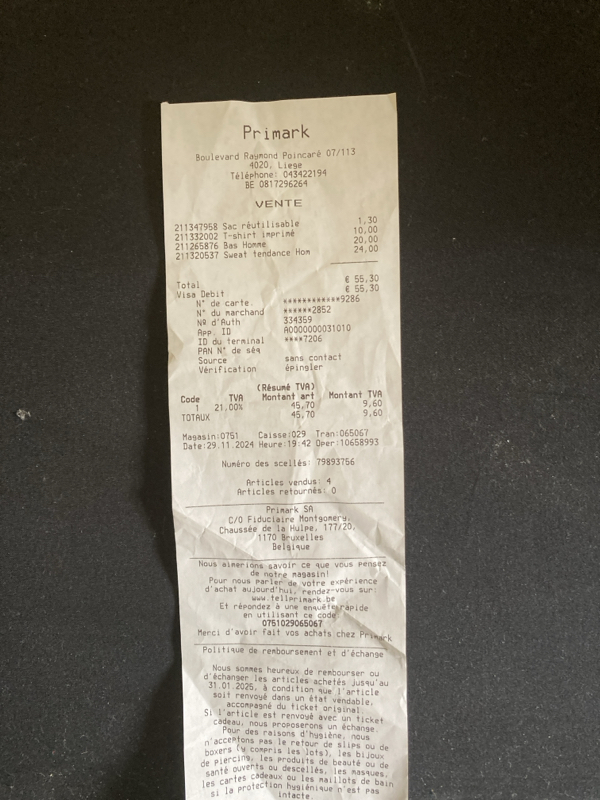 Primark
Boulevard Raymond Poincaré 07/113
4020, Liege
Téléphone: 043422194
BE 0817296264
VENTE
211347958 Sac réutilisable 1,30
211332002 T-shirt imprimé 10,00
211265876 Bas Homme 20,00
211320537 Sweat tendance Hom 24,00
Total € 55,30
Visa Debit € 55,30
N° de carte. ************9286
N° du marchand ******2852
Nº d'Auth 334359
App. ID A0000000031010
ID du terminal ****7206
PAN N° de séq
Source sans contact
Vérification épingler
(Résumé TVA)
Code TVA Montant art Montant TVA
1 21,00% 45,70 9,60
TOTAUX 45,70 9,60
Magasin:0751 Caisse:029 Tran:065067
Date:29.11.2024 Heure:19:42 Oper:10658993
Numéro des scellés: 79893756
Articles vendus: 4
Articles retournés: 0
Primark SA
C/O Fiduciaire Montgomery,
Chaussée de la Hulpe, 177/20,
1170 Bruxelles
Belgique
Nous aimerions savoir ce que vous pensez
de notre magasin!
Pour nous parler de votre expérience
d'achat aujourd'hui, rendez-vous sur:
www.tellprimark.be
Et répondez à une enquête rapide
en utilisant ce code
0751029065067
Merci d'avoir fait vos achats chez Primark
Politique de remboursement et d'échange
Nous sommes heureux de rembourser ou
d'échanger les articles achetés jusqu'au
31.01.2025, à condition que l'article
soit renvoyé dans un état vendable,
accompagné du ticket original.
Si l'article est renvoyé avec un ticket
cadeau, nous proposerons un échange.
Pour des raisons d'hygiène, nous
n'acceptons pas le retour de slips ou de
boxers (y compris les lots), les bijoux
de piercing, les produits de beauté ou de
santé ouverts ou descellés, les masques,
les cartes cadeaux ou les maillots de bain
si la protection hygiénique n'est pas
intacte.